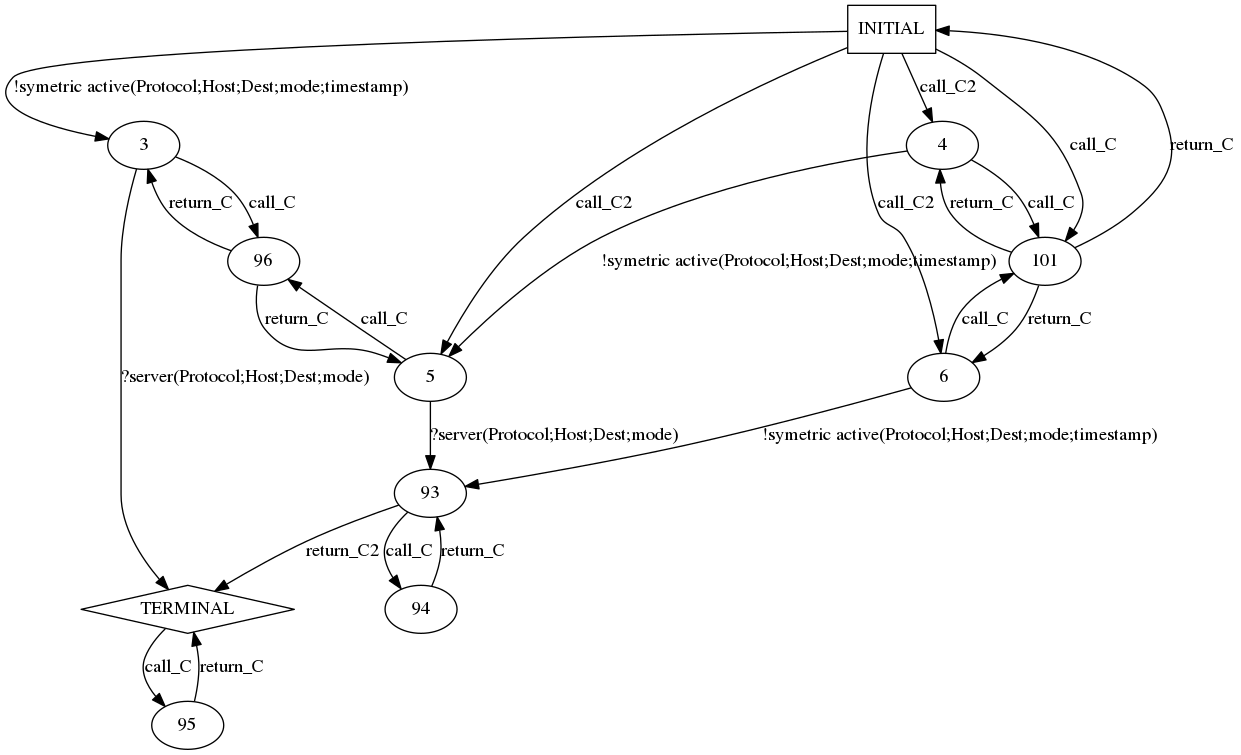 INITIAL
!symetric active(Protocol;Host;Dest;mode;timestamp)
call_C2
3
4
call_C
return_C
return_C
call_C
call_C2
call_C2
return_C
call_C
96
!symetric active(Protocol;Host;Dest;mode;timestamp)
101
return_C
call_C
call_C
return_C
?server(Protocol;Host;Dest;mode)
5
6
?server(Protocol;Host;Dest;mode)
!symetric active(Protocol;Host;Dest;mode;timestamp)
93
return_C2
call_C
return_C
TERMINAL
94
call_C
return_C
95